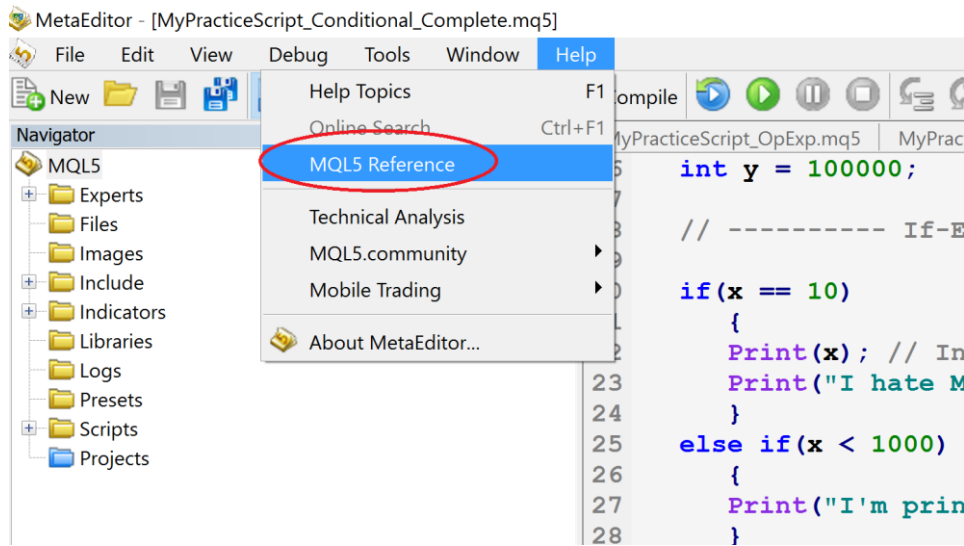 MetaEditor - [MyPracticeScript_Conditional_Complete.mq5]
File Edit View Debug Tools Window Help
New ompile
Navigator
MQL5
Experts
Files
Images
Include
Indicators
Libraries
Logs
Presets
Scripts
Projects
Help Topics F1
Online Search Ctrl+F1
MQL5 Reference
Technical Analysis
MQL5.community
Mobile Trading
About MetaEditor...
MyPracticeScript_OpExp.mq5 MyPrac
int y = 100000;
// ---------- If-E
if(x == 10)
{
Print(x); // In
23 Print("I hate M
24 }
25 else if(x < 1000)
26 {
27 Print("I'm prin
28 }